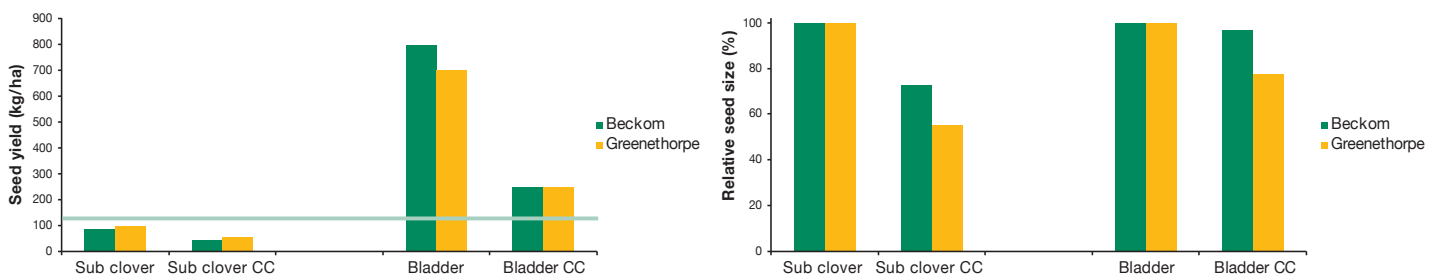 Seed yield (kg/ha)
900
800
700
600
500
400
300
200
100
0
Sub clover
Sub clover CC
Bladder
Bladder CC
Beckom
Greenethorpe
Relative seed size (%)
100
80
60
40
20
0
Sub clover
Sub clover CC
Bladder
Bladder CC
Beckom
Greenethorpe